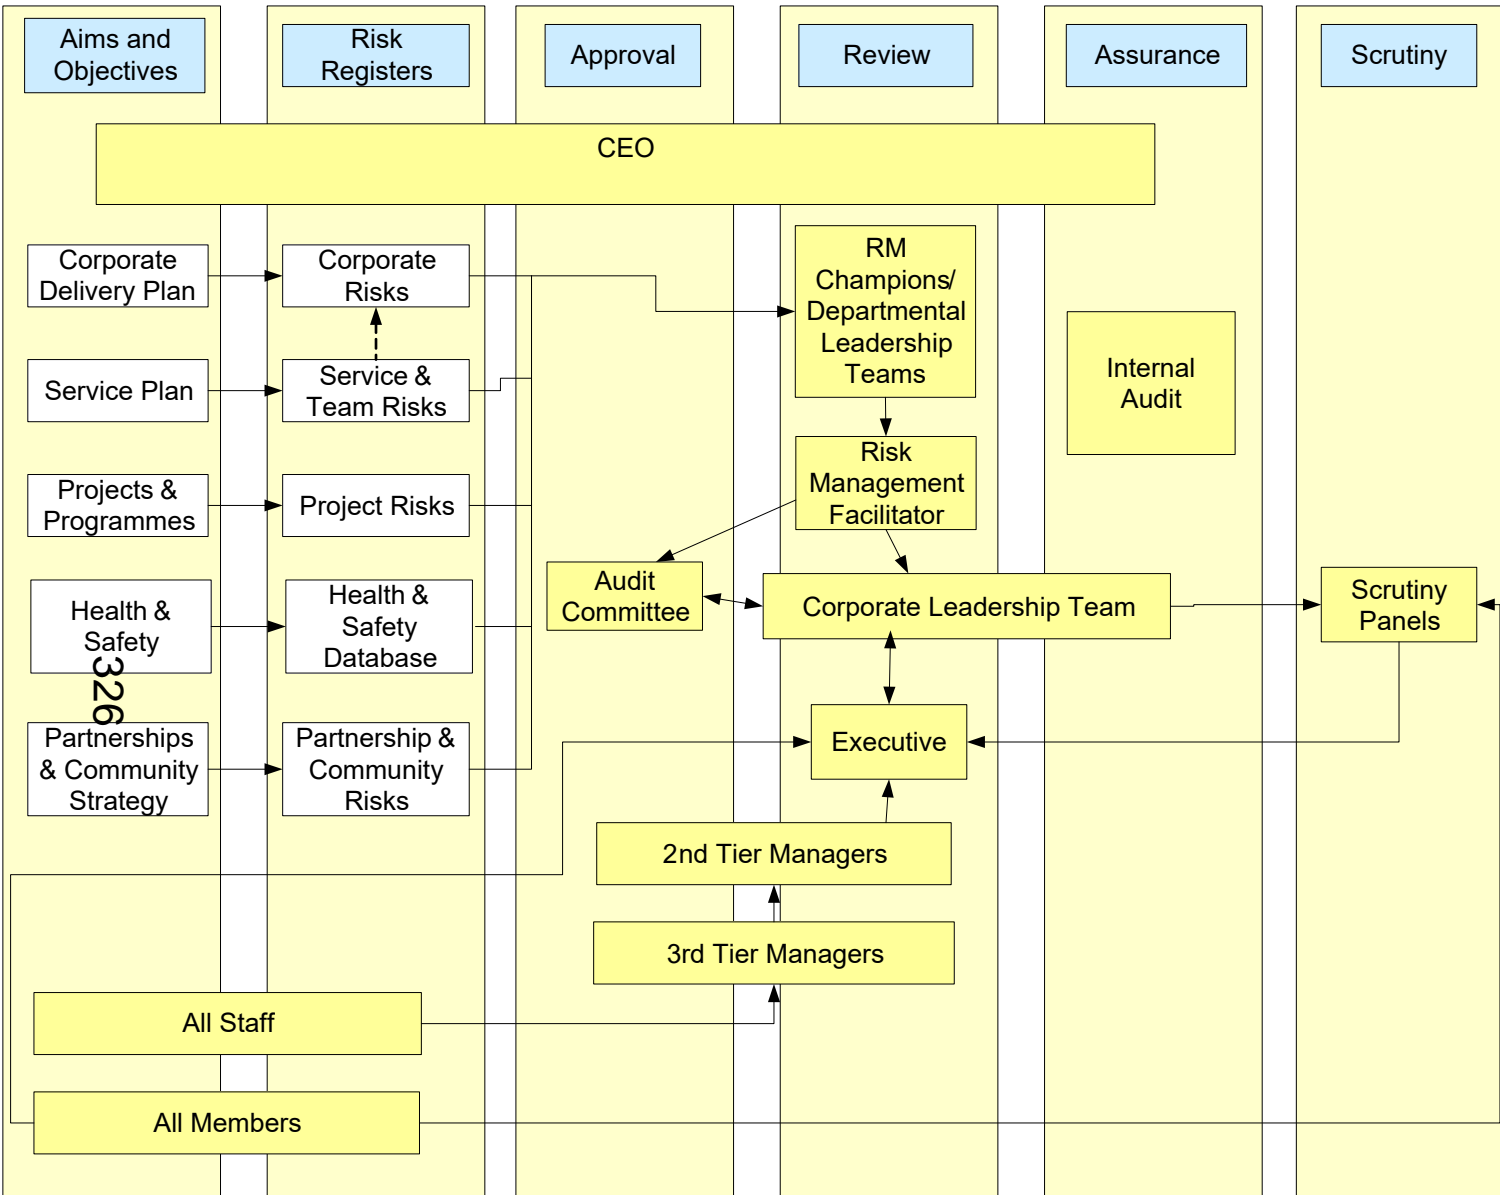 Aims and
Objectives
Risk
Registers
Approval
Review
Assurance
Scrutiny
CEO
Corporate
Delivery Plan
Corporate
Risks
RM
Champions/
Departmental
Leadership
Teams
Internal
Audit
Service Plan
Service &
Team Risks
Risk
Management
Facilitator
Projects &
Programmes
Project Risks
Audit
Committee
Corporate Leadership Team
Scrutiny
Panels
Health &
Safety
Health &
Safety
Database
326
Partnerships
& Community
Strategy
Partnership &
Community
Risks
Executive
2nd Tier Managers
3rd Tier Managers
All Staff
All Members